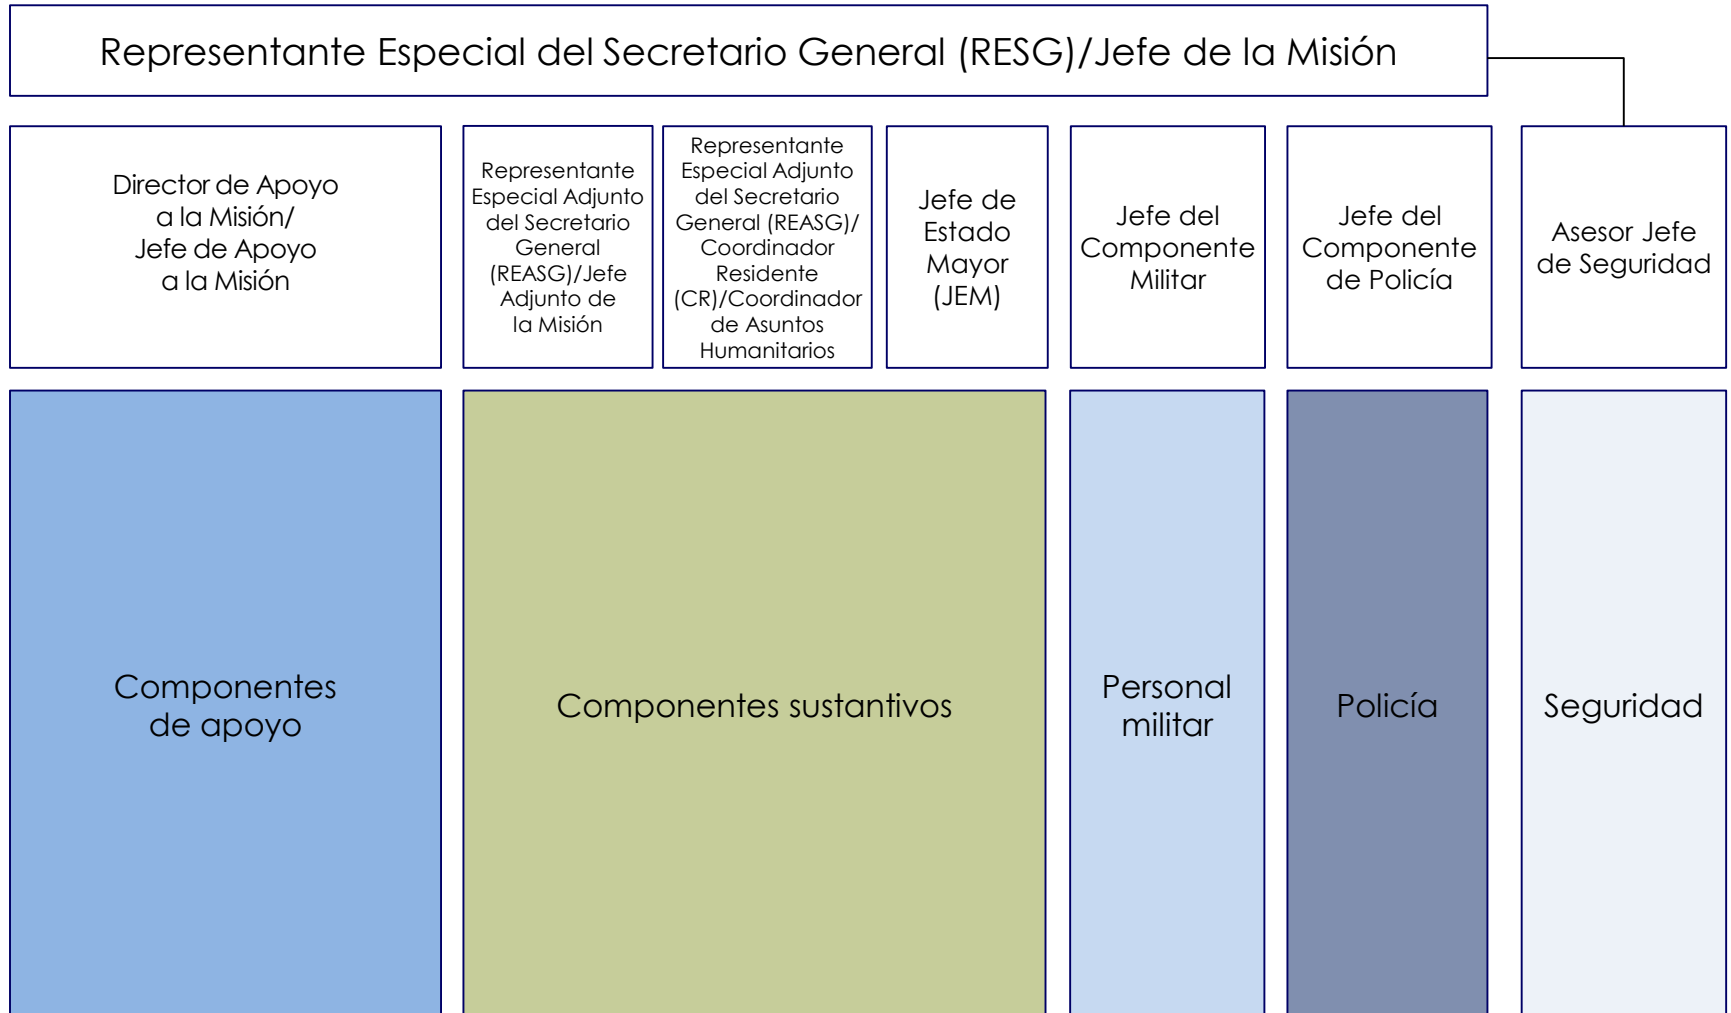 Representante Especial del Secretario General (RESG)/Jefe de la Misión
Director de Apoyo
a la Misión/
Jefe de Apoyo
a la Misión
Representante
Especial Adjunto
del Secretario
General
(REASG)/Jefe
Adjunto de
la Misión
Representante
Especial Adjunto
del Secretario
General (REASG)/
Coordinador
Residente
(CR)/Coordinador
de Asuntos
Humanitarios
Jefe de
Estado
Mayor
(JEM)
Jefe del
Componente
Militar
Jefe del
Componente
de Policía
Asesor Jefe
de Seguridad
Componentes
de apoyo
Componentes sustantivos
Personal
militar
Policía
Seguridad